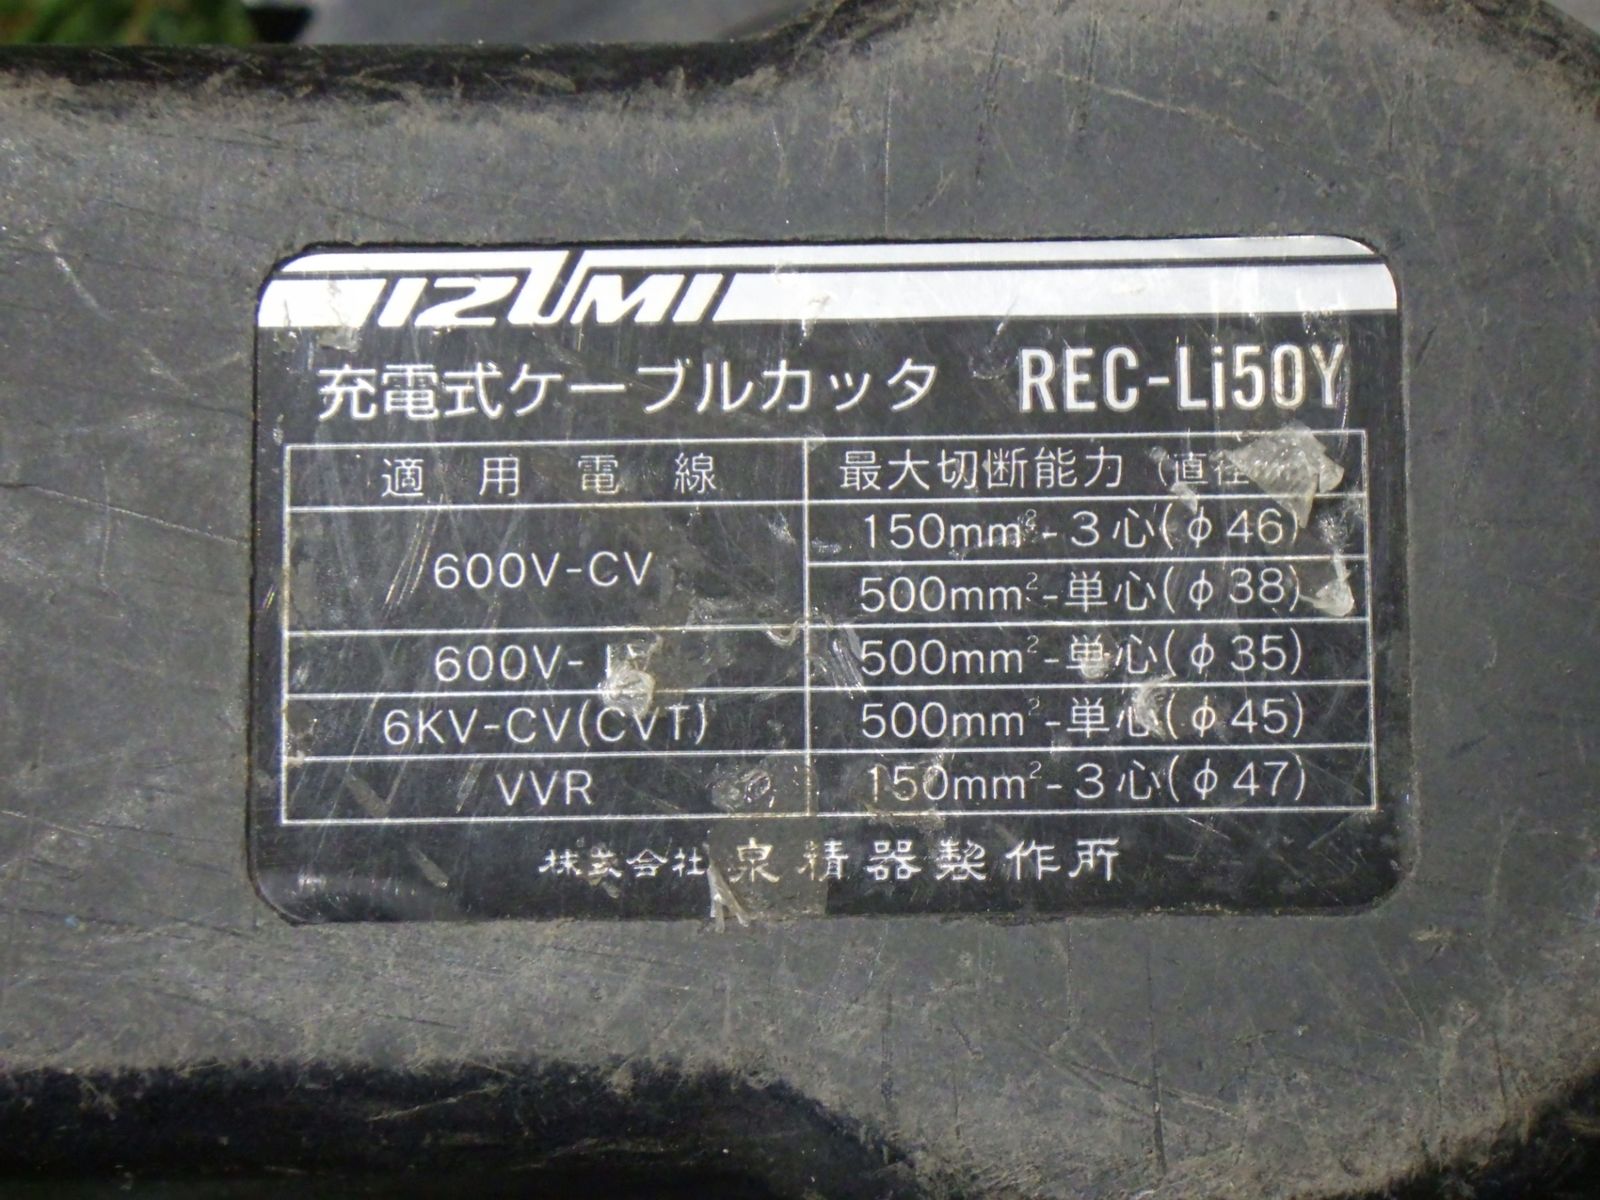 IZUMI
充電式ケーブルカッタ REC-Li50Y
適用電線 最大切断能力 (直径
600V-CV 150mm²-3心(φ46)
500mm²-単心(φ38)
600V- 500mm²-単心(φ35)
6KV-CV(CVT) 500mm²-単心(φ45)
VVR 150mm²-3心(φ47)
株式会社 泉精器製作所